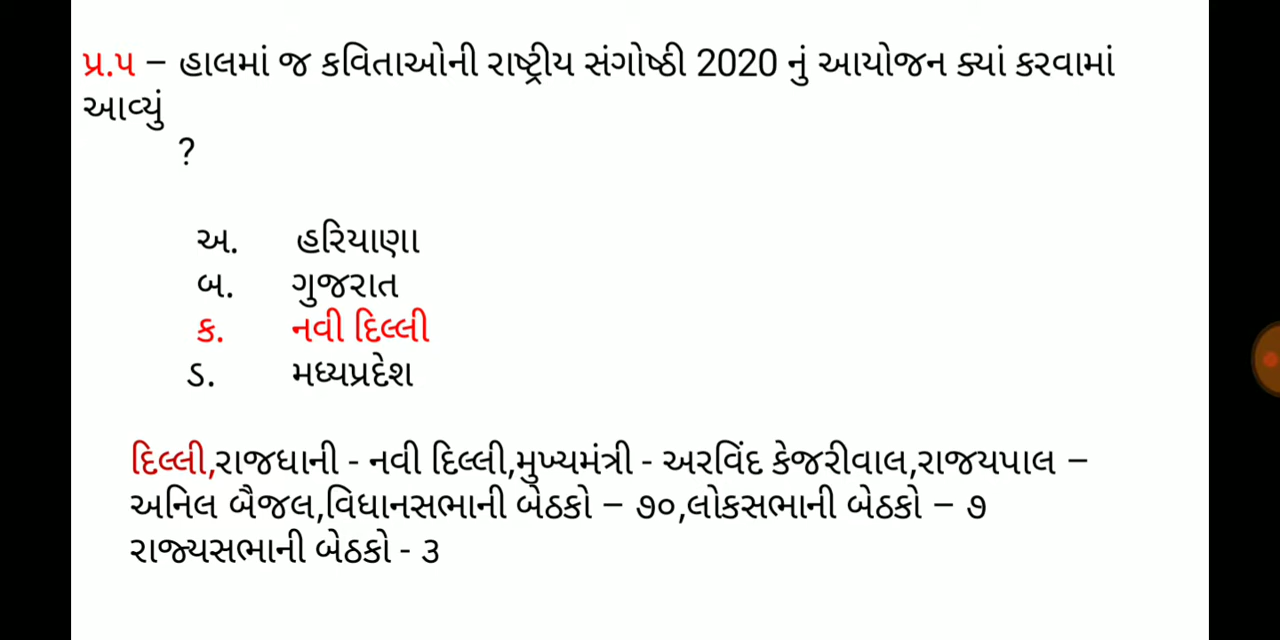 પ્ર.૫ – હાલમાં જ કવિતાઓની રાષ્ટ્રીય સંગોષ્ઠી 2020 નું આયોજન ક્યાં કરવામાં
આવ્યું
?
અ. હરિયાણા
બ. ગુજરાત
ક. નવી દિલ્લી
ડ. મધ્યપ્રદેશ
દિલ્લી,રાજધાની - નવી દિલ્લી,મુખ્યમંત્રી - અરવિંદ કેજરીવાલ,રાજયપાલ –
અનિલ બૈજલ,વિધાનસભાની બેઠકો – ૭૦,લોકસભાની બેઠકો – ૭
રાજ્યસભાની બેઠકો - ૩